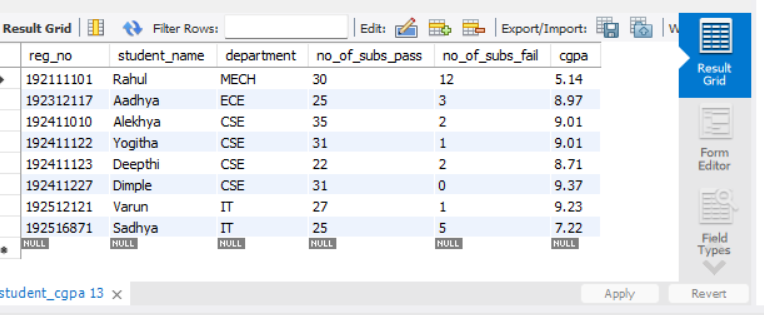 Result Grid Filter Rows: Edit: Export/Import: W
reg_no student_name department no_of_subs_pass no_of_subs_fail cgpa
192111101 Rahul MECH 30 12 5.14
192312117 Aadhya ECE 25 3 8.97
192411010 Alekhya CSE 35 2 9.01
192411122 Yogitha CSE 31 1 9.01
192411123 Deepthi CSE 22 2 8.71
192411227 Dimple CSE 31 0 9.37
192512121 Varun IT 27 1 9.23
192516871 Sadhya IT 25 5 7.22
NULL NULL NULL NULL NULL NULL
Result
Grid
Form
Editor
Field
Types
student_cgpa 13 Apply Revert